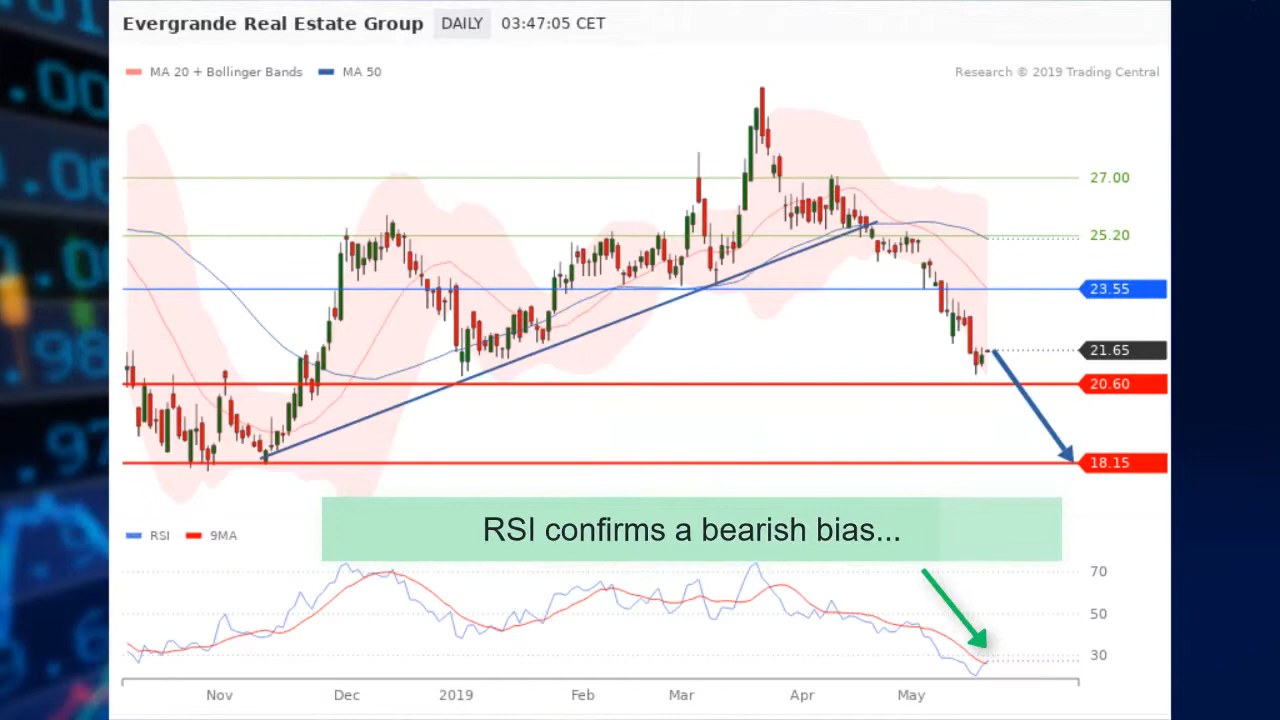 Evergrande Real Estate Group DAILY 03:47:05 CET
MA 20 + Bollinger Bands MA 50
Research © 2019 Trading Central
27.00
25.20
23.55
21.65
20.60
18.15
RSI confirms a bearish bias...
RSI 9MA
70
50
30
Nov Dec 2019 Feb Mar Apr May